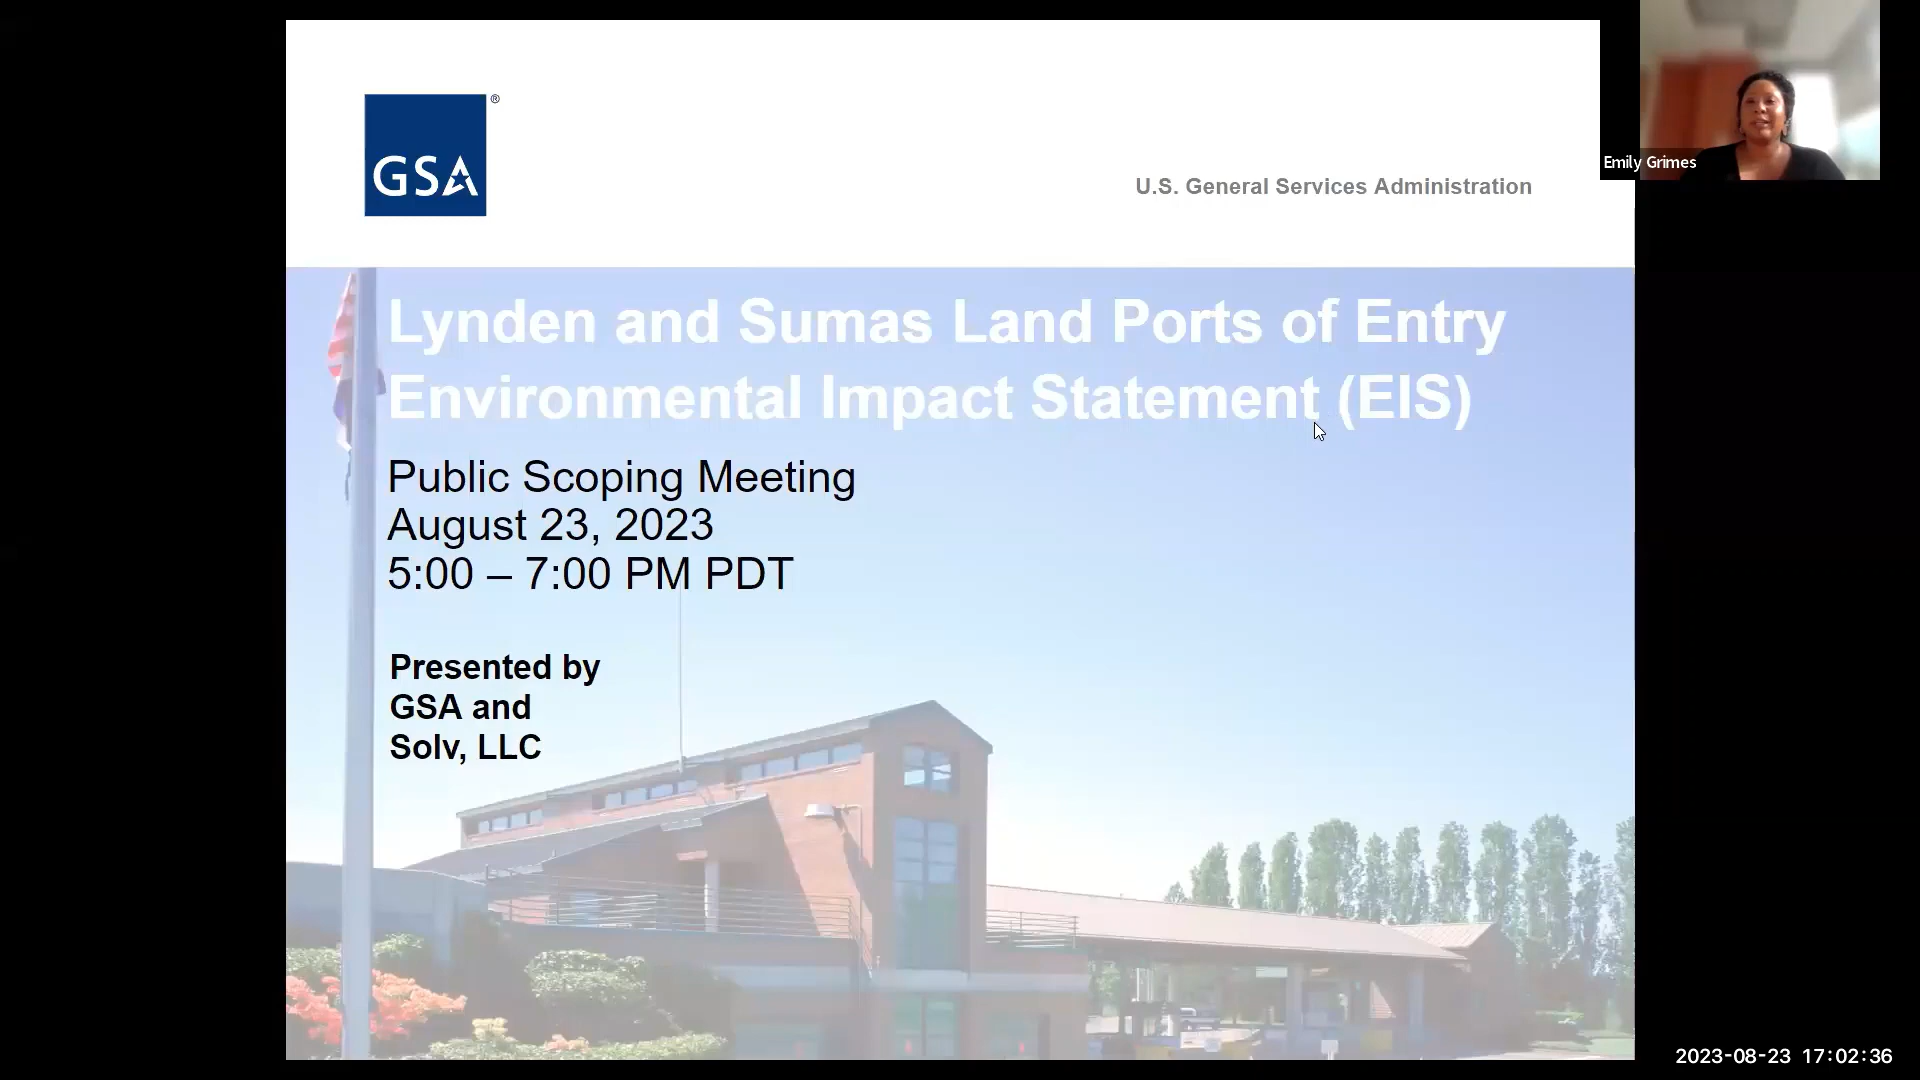 GSA
®
U.S. General Services Administration
Emily Grimes
Lynden and Sumas Land Ports of Entry
Environmental Impact Statement (EIS)
Public Scoping Meeting
August 23, 2023
5:00 – 7:00 PM PDT
Presented by
GSA and
Solv, LLC
2023-08-23 17:02:36